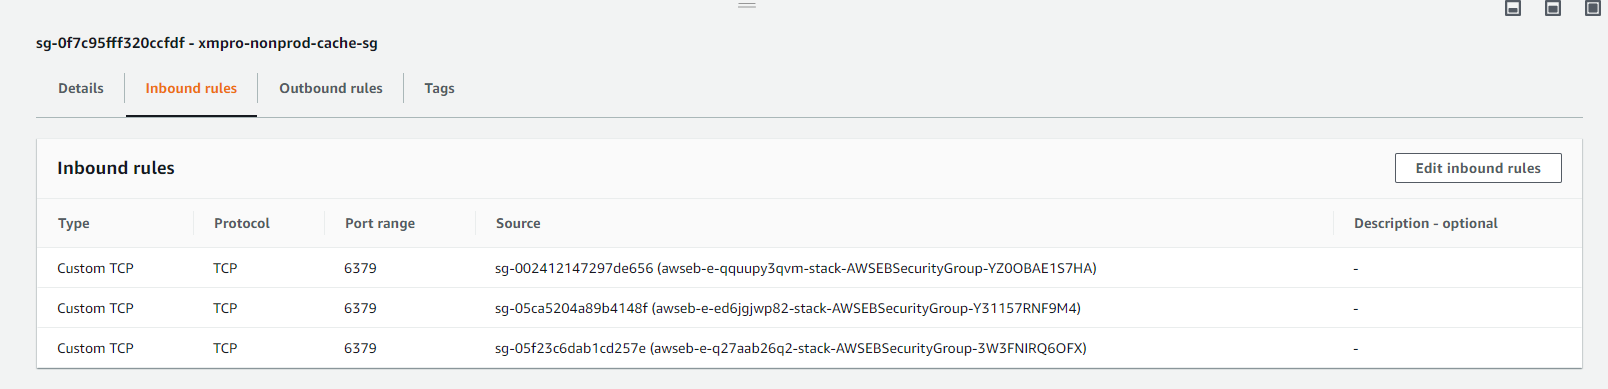 sg-0f7c95fff320ccfdf - xmpro-nonprod-cache-sg
Details Inbound rules Outbound rules Tags
Inbound rules Edit inbound rules
Type Protocol Port range Source Description - optional
Custom TCP TCP 6379 sg-002412147297de656 (awseb-e-qquupy3qvm-stack-AWSEBSecurityGroup-YZ0OBAE1S7HA) -
Custom TCP TCP 6379 sg-05ca5204a89b4148f (awseb-e-ed6jgjwp82-stack-AWSEBSecurityGroup-Y31157RNF9M4) -
Custom TCP TCP 6379 sg-05f23c6dab1cd257e (awseb-e-q27aab26q2-stack-AWSEBSecurityGroup-3W3FNIRQ6OFX) -